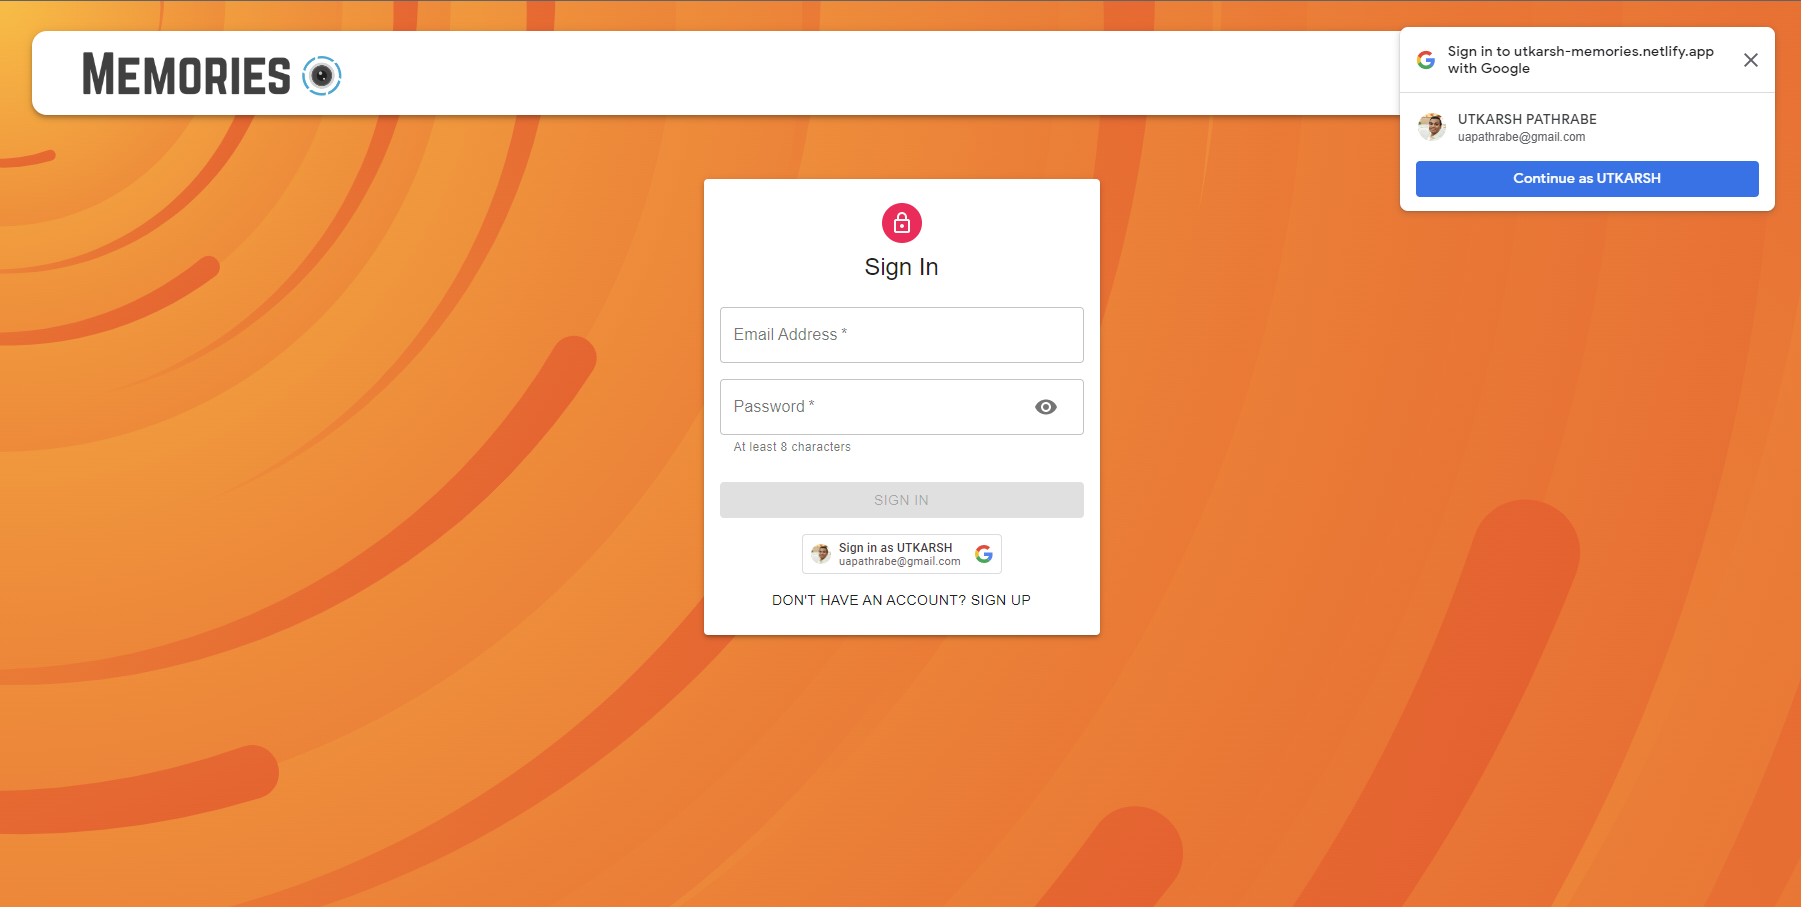 MEMORIES
Sign in to utkarsh-memories.netlify.app
with Google
UTKARSH PATHRABE
uapathrabe@gmail.com
Continue as UTKARSH
Sign In
Email Address *
Password *
At least 8 characters
SIGN IN
Sign in as UTKARSH
uapathrabe@gmail.com
DON'T HAVE AN ACCOUNT? SIGN UP